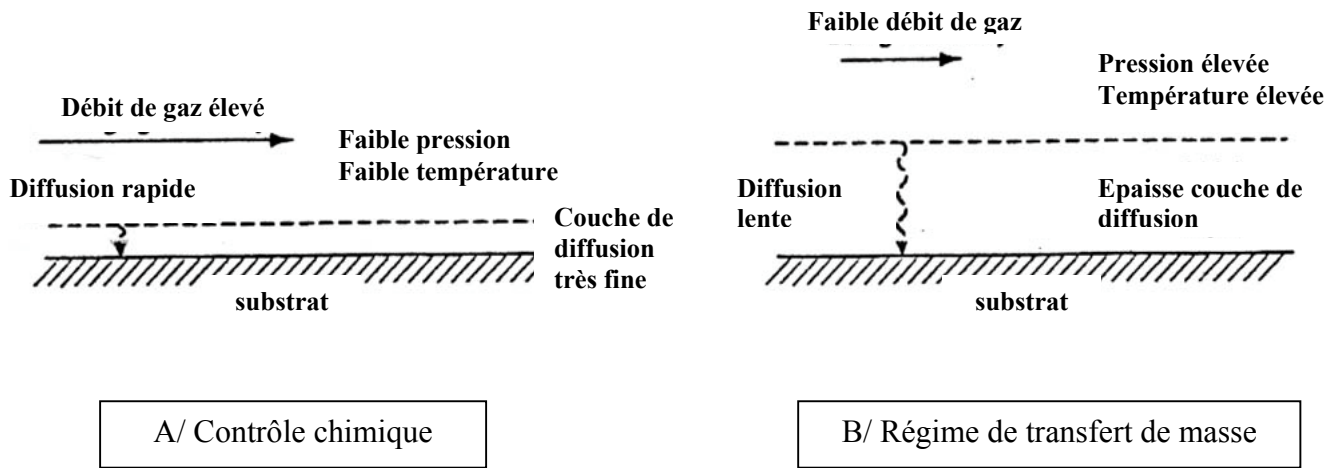 Débit de gaz élevé
Faible pression
Faible température
Diffusion rapide
Couche de
diffusion
très fine
substrat
A/ Contrôle chimique
Faible débit de gaz
Pression élevée
Température élevée
Diffusion
lente
Epaisse couche de
diffusion
substrat
B/ Régime de transfert de masse